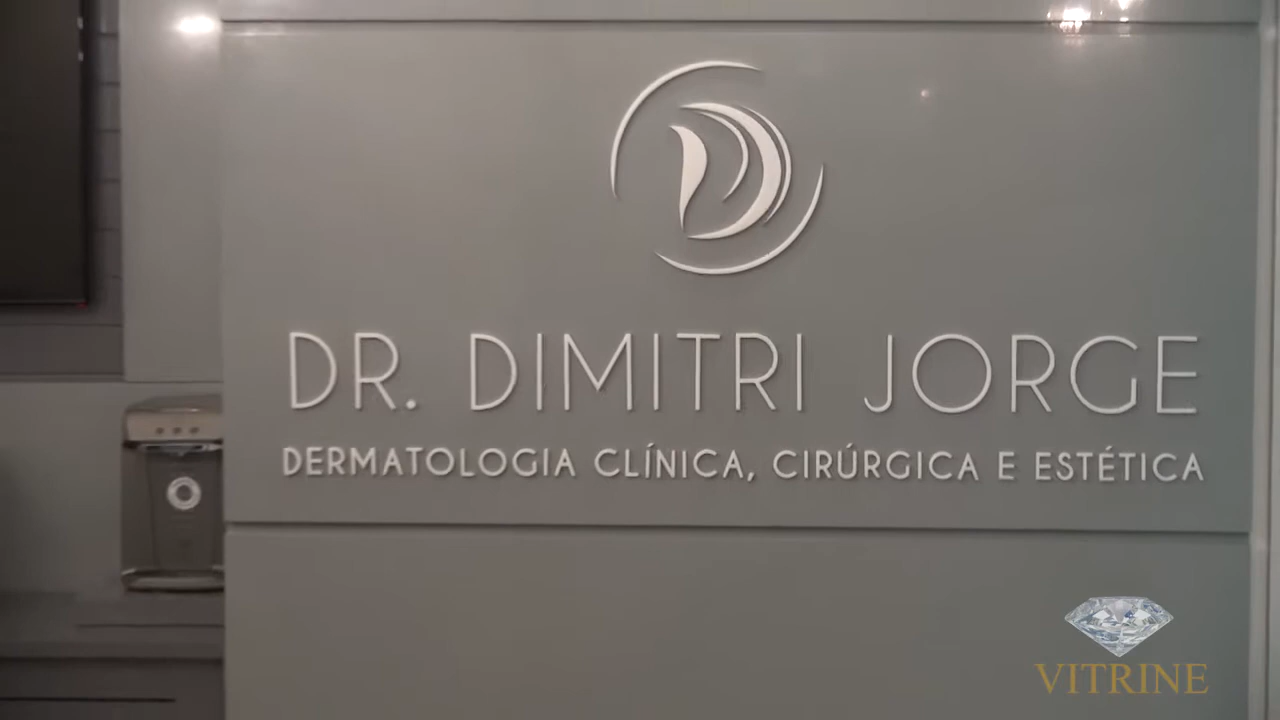 DR. DIMITRI JORGE
DERMATOLOGIA CLÍNICA, CIRÚRGICA E ESTÉTICA
VITRINE